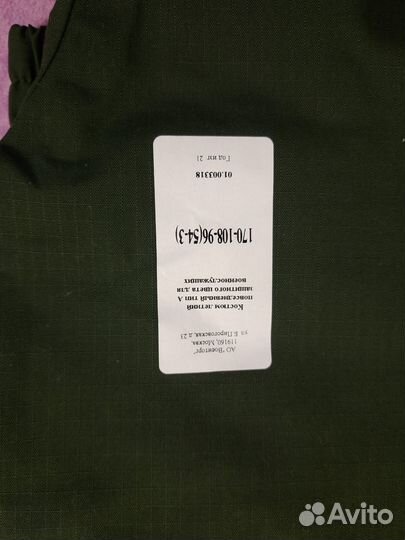 АО "Военторг"
119160, Москва,
ул. Б.Пироговская, д.23
Костюм летний
повседневный тип А
защитного цвета для
военнослужащих
170-108-96(54-3)
01.003318
Год изг. 21
Avito